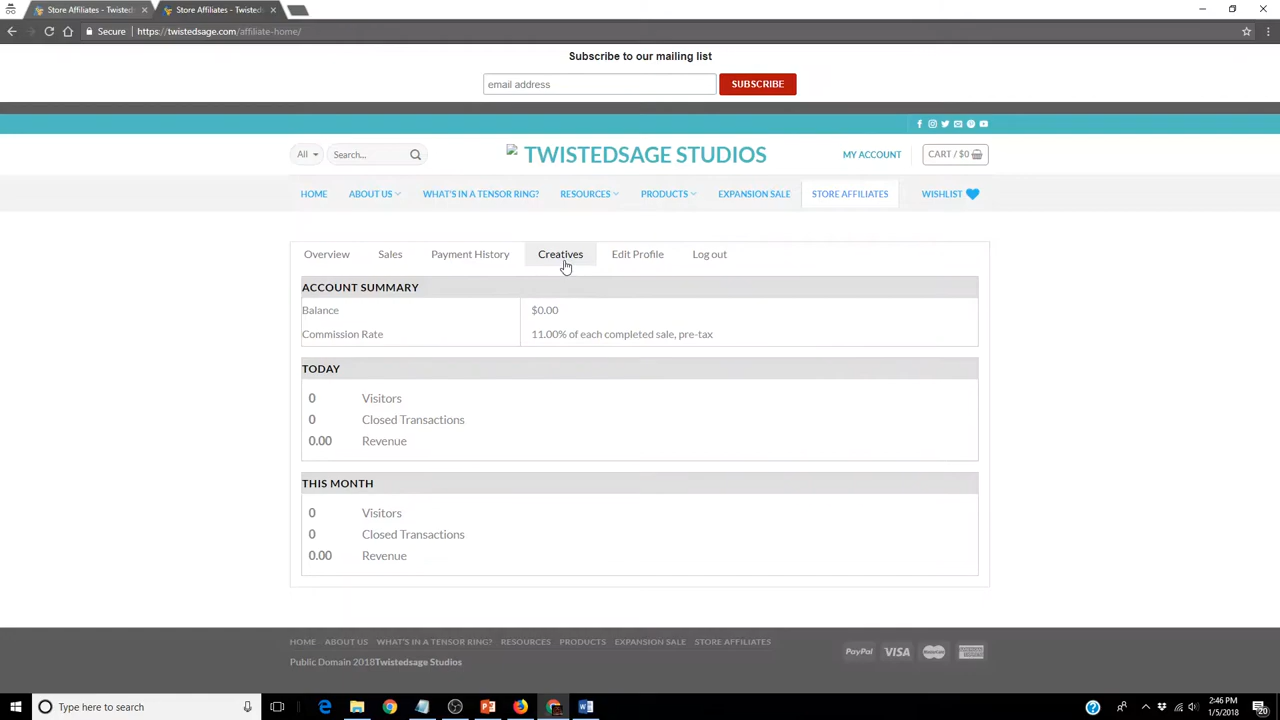 Store Affiliates - Twisted
Store Affiliates - Twisted
Secure
https://twistedsage.com/affiliate-home/
Subscribe to our mailing list
email address
SUBSCRIBE
All
Search...
TWISTEDSAGE STUDIOS
MY ACCOUNT
CART / $0
HOME
ABOUT US
WHAT'S IN A TENSOR RING?
RESOURCES
PRODUCTS
EXPANSION SALE
STORE AFFILIATES
WISHLIST
Overview
Sales
Payment History
Creatives
Edit Profile
Log out
ACCOUNT SUMMARY
Balance $0.00
Commission Rate 11.00% of each completed sale, pre-tax
TODAY
0 Visitors
0 Closed Transactions
0.00 Revenue
THIS MONTH
0 Visitors
0 Closed Transactions
0.00 Revenue
HOME ABOUT US WHAT'S IN A TENSOR RING? RESOURCES PRODUCTS EXPANSION SALE STORE AFFILIATES
PayPal VISA
Public Domain 2018Twistedsage Studios
Type here to search
2:46 PM
1/5/2018
20